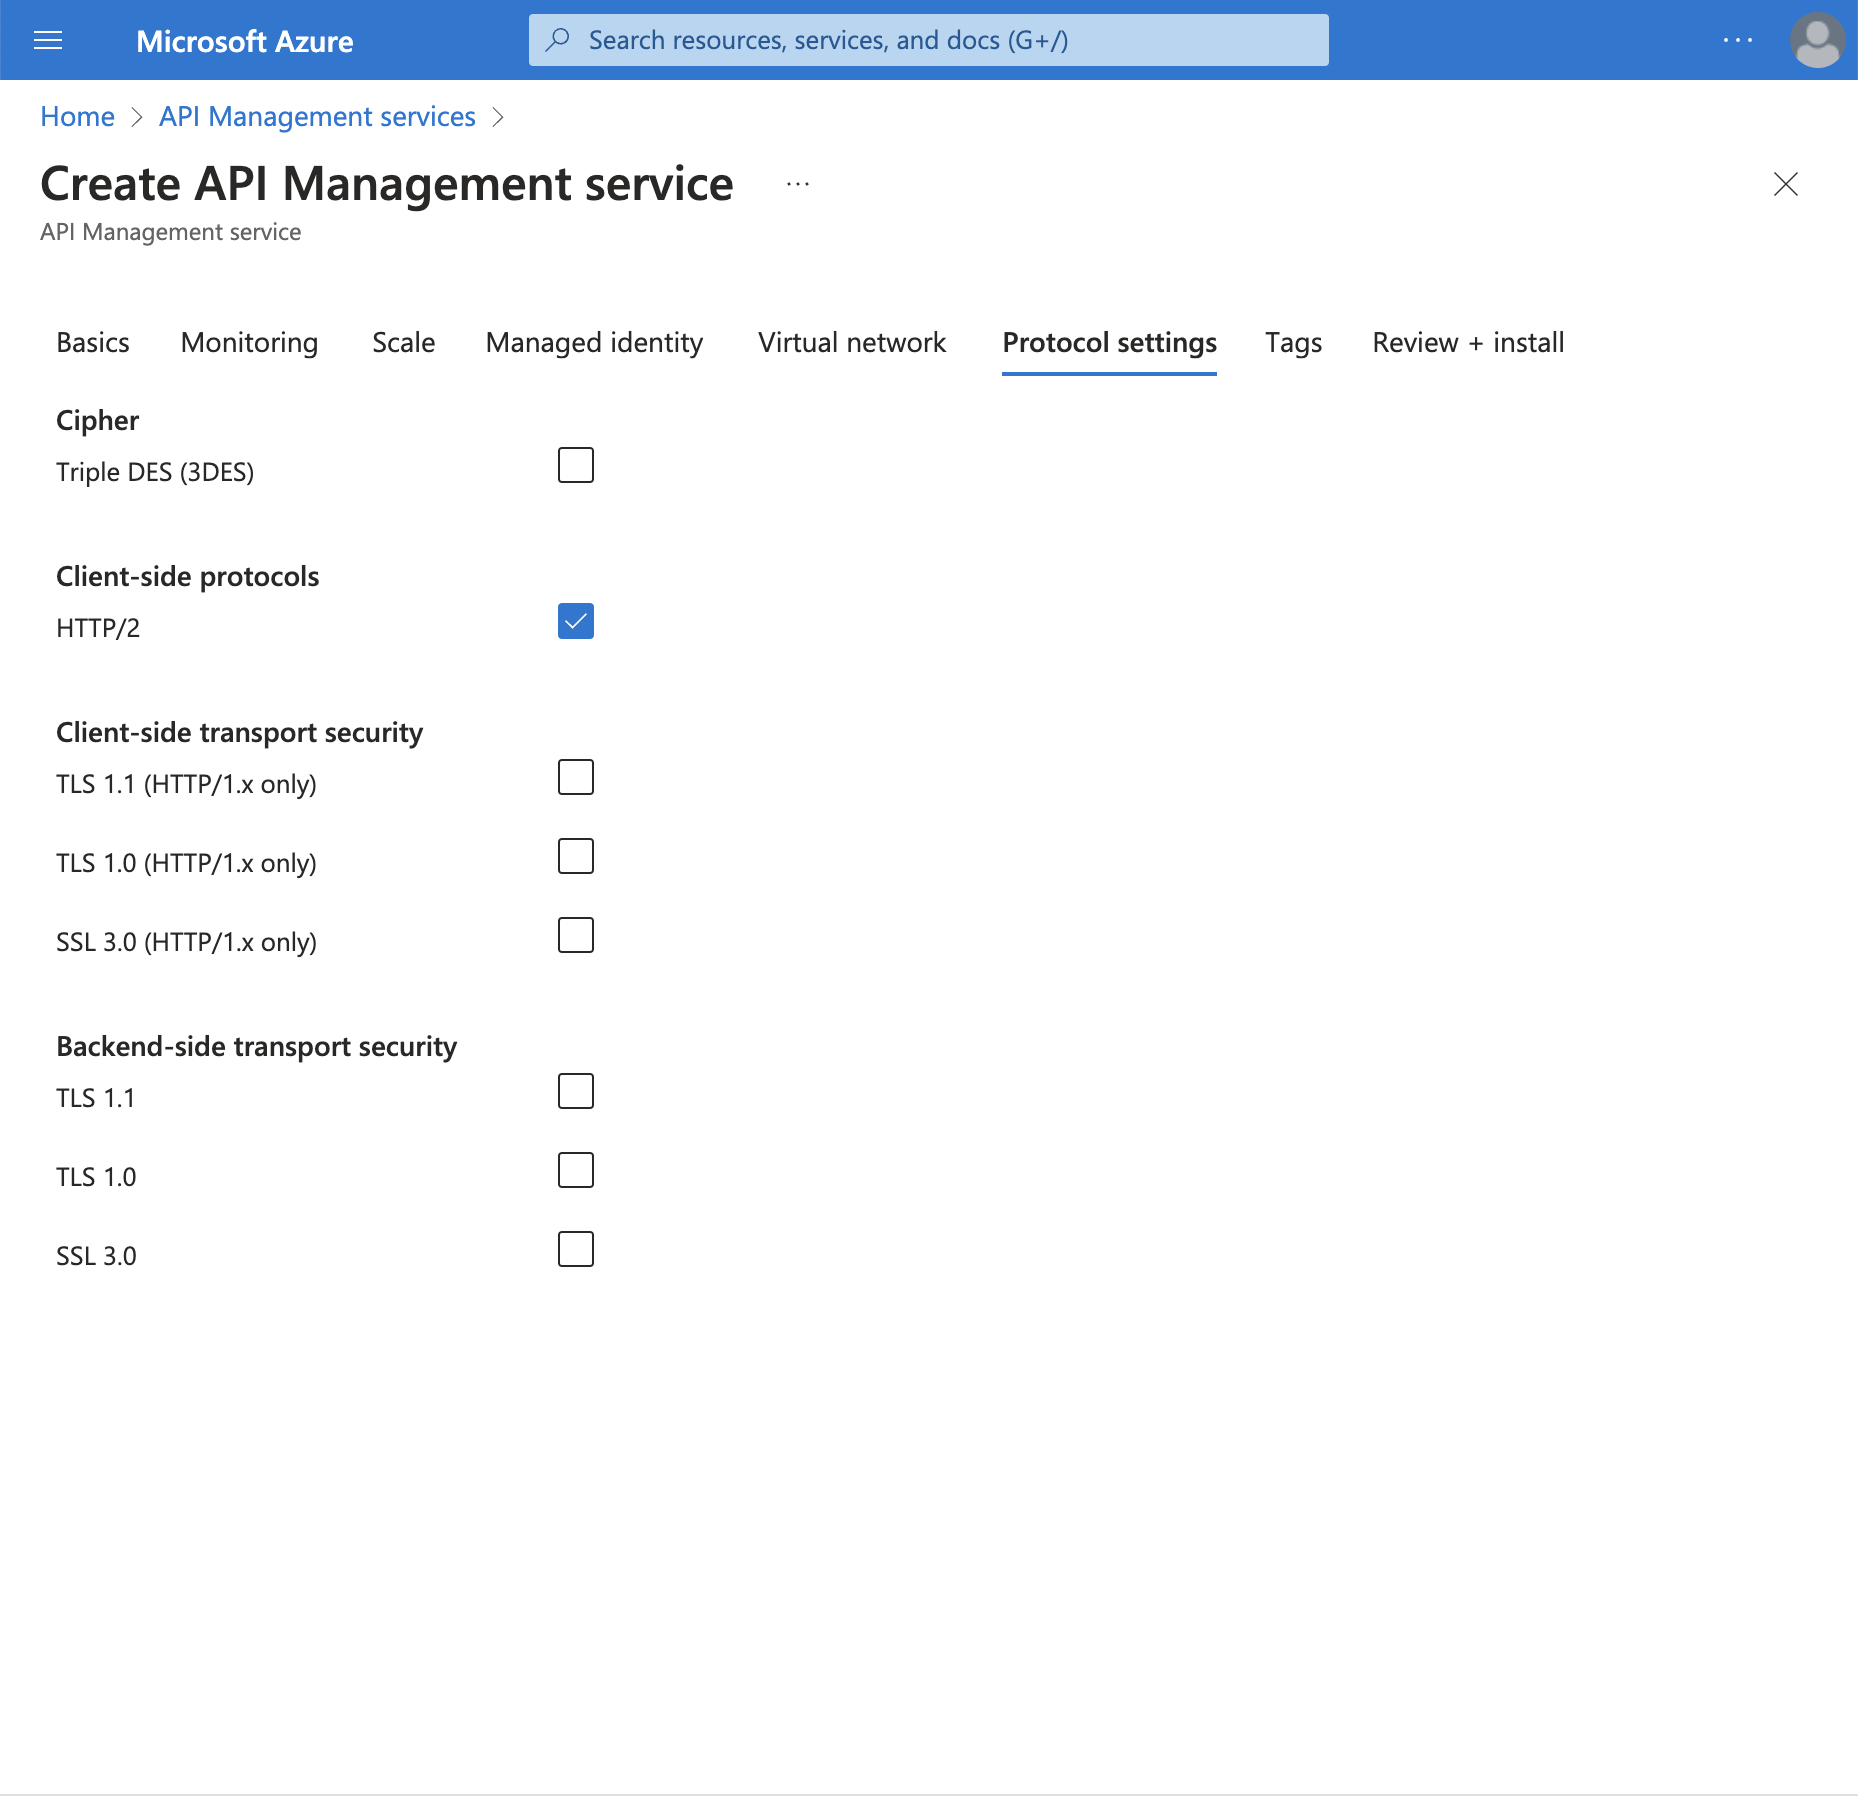 Microsoft Azure
Search resources, services, and docs (G+/)
Home > API Management services >
Create API Management service ...
API Management service
Basics Monitoring Scale Managed identity Virtual network Protocol settings Tags Review + install
Cipher
Triple DES (3DES)
Client-side protocols
HTTP/2
Client-side transport security
TLS 1.1 (HTTP/1.x only)
TLS 1.0 (HTTP/1.x only)
SSL 3.0 (HTTP/1.x only)
Backend-side transport security
TLS 1.1
TLS 1.0
SSL 3.0